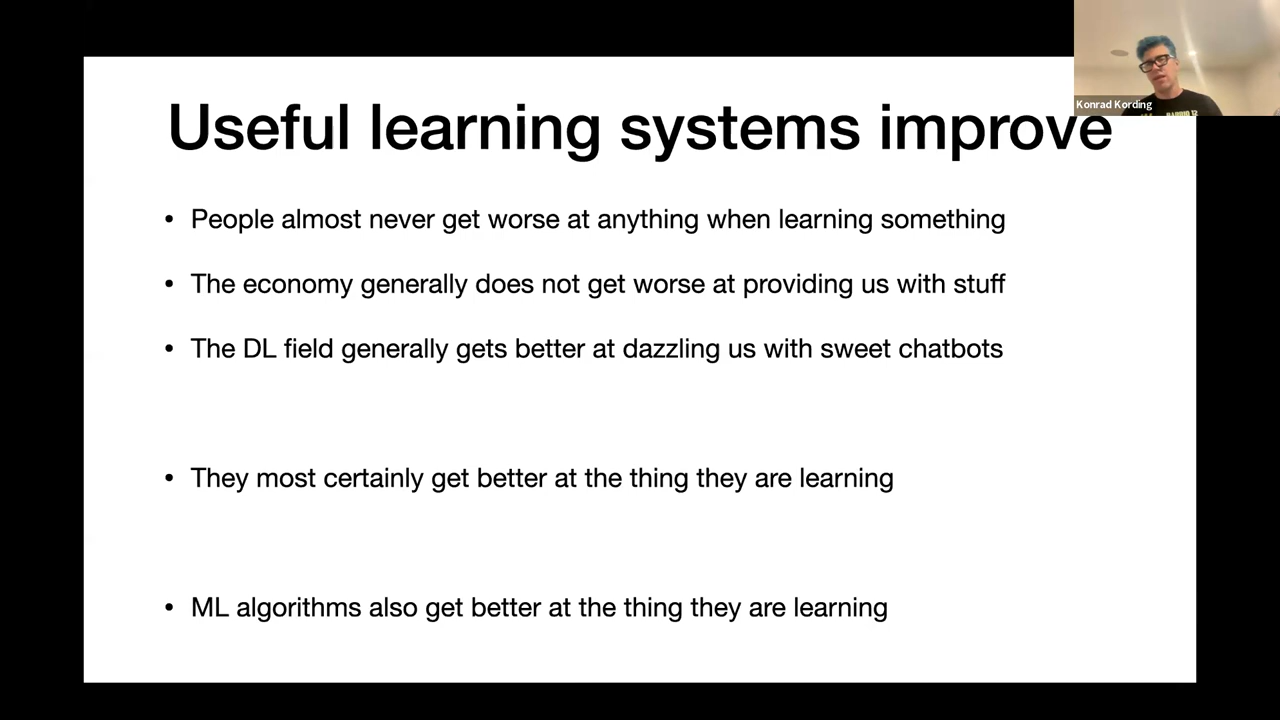 Konrad Kording
Useful learning systems improve
• People almost never get worse at anything when learning something
• The economy generally does not get worse at providing us with stuff
• The DL field generally gets better at dazzling us with sweet chatbots
• They most certainly get better at the thing they are learning
• ML algorithms also get better at the thing they are learning